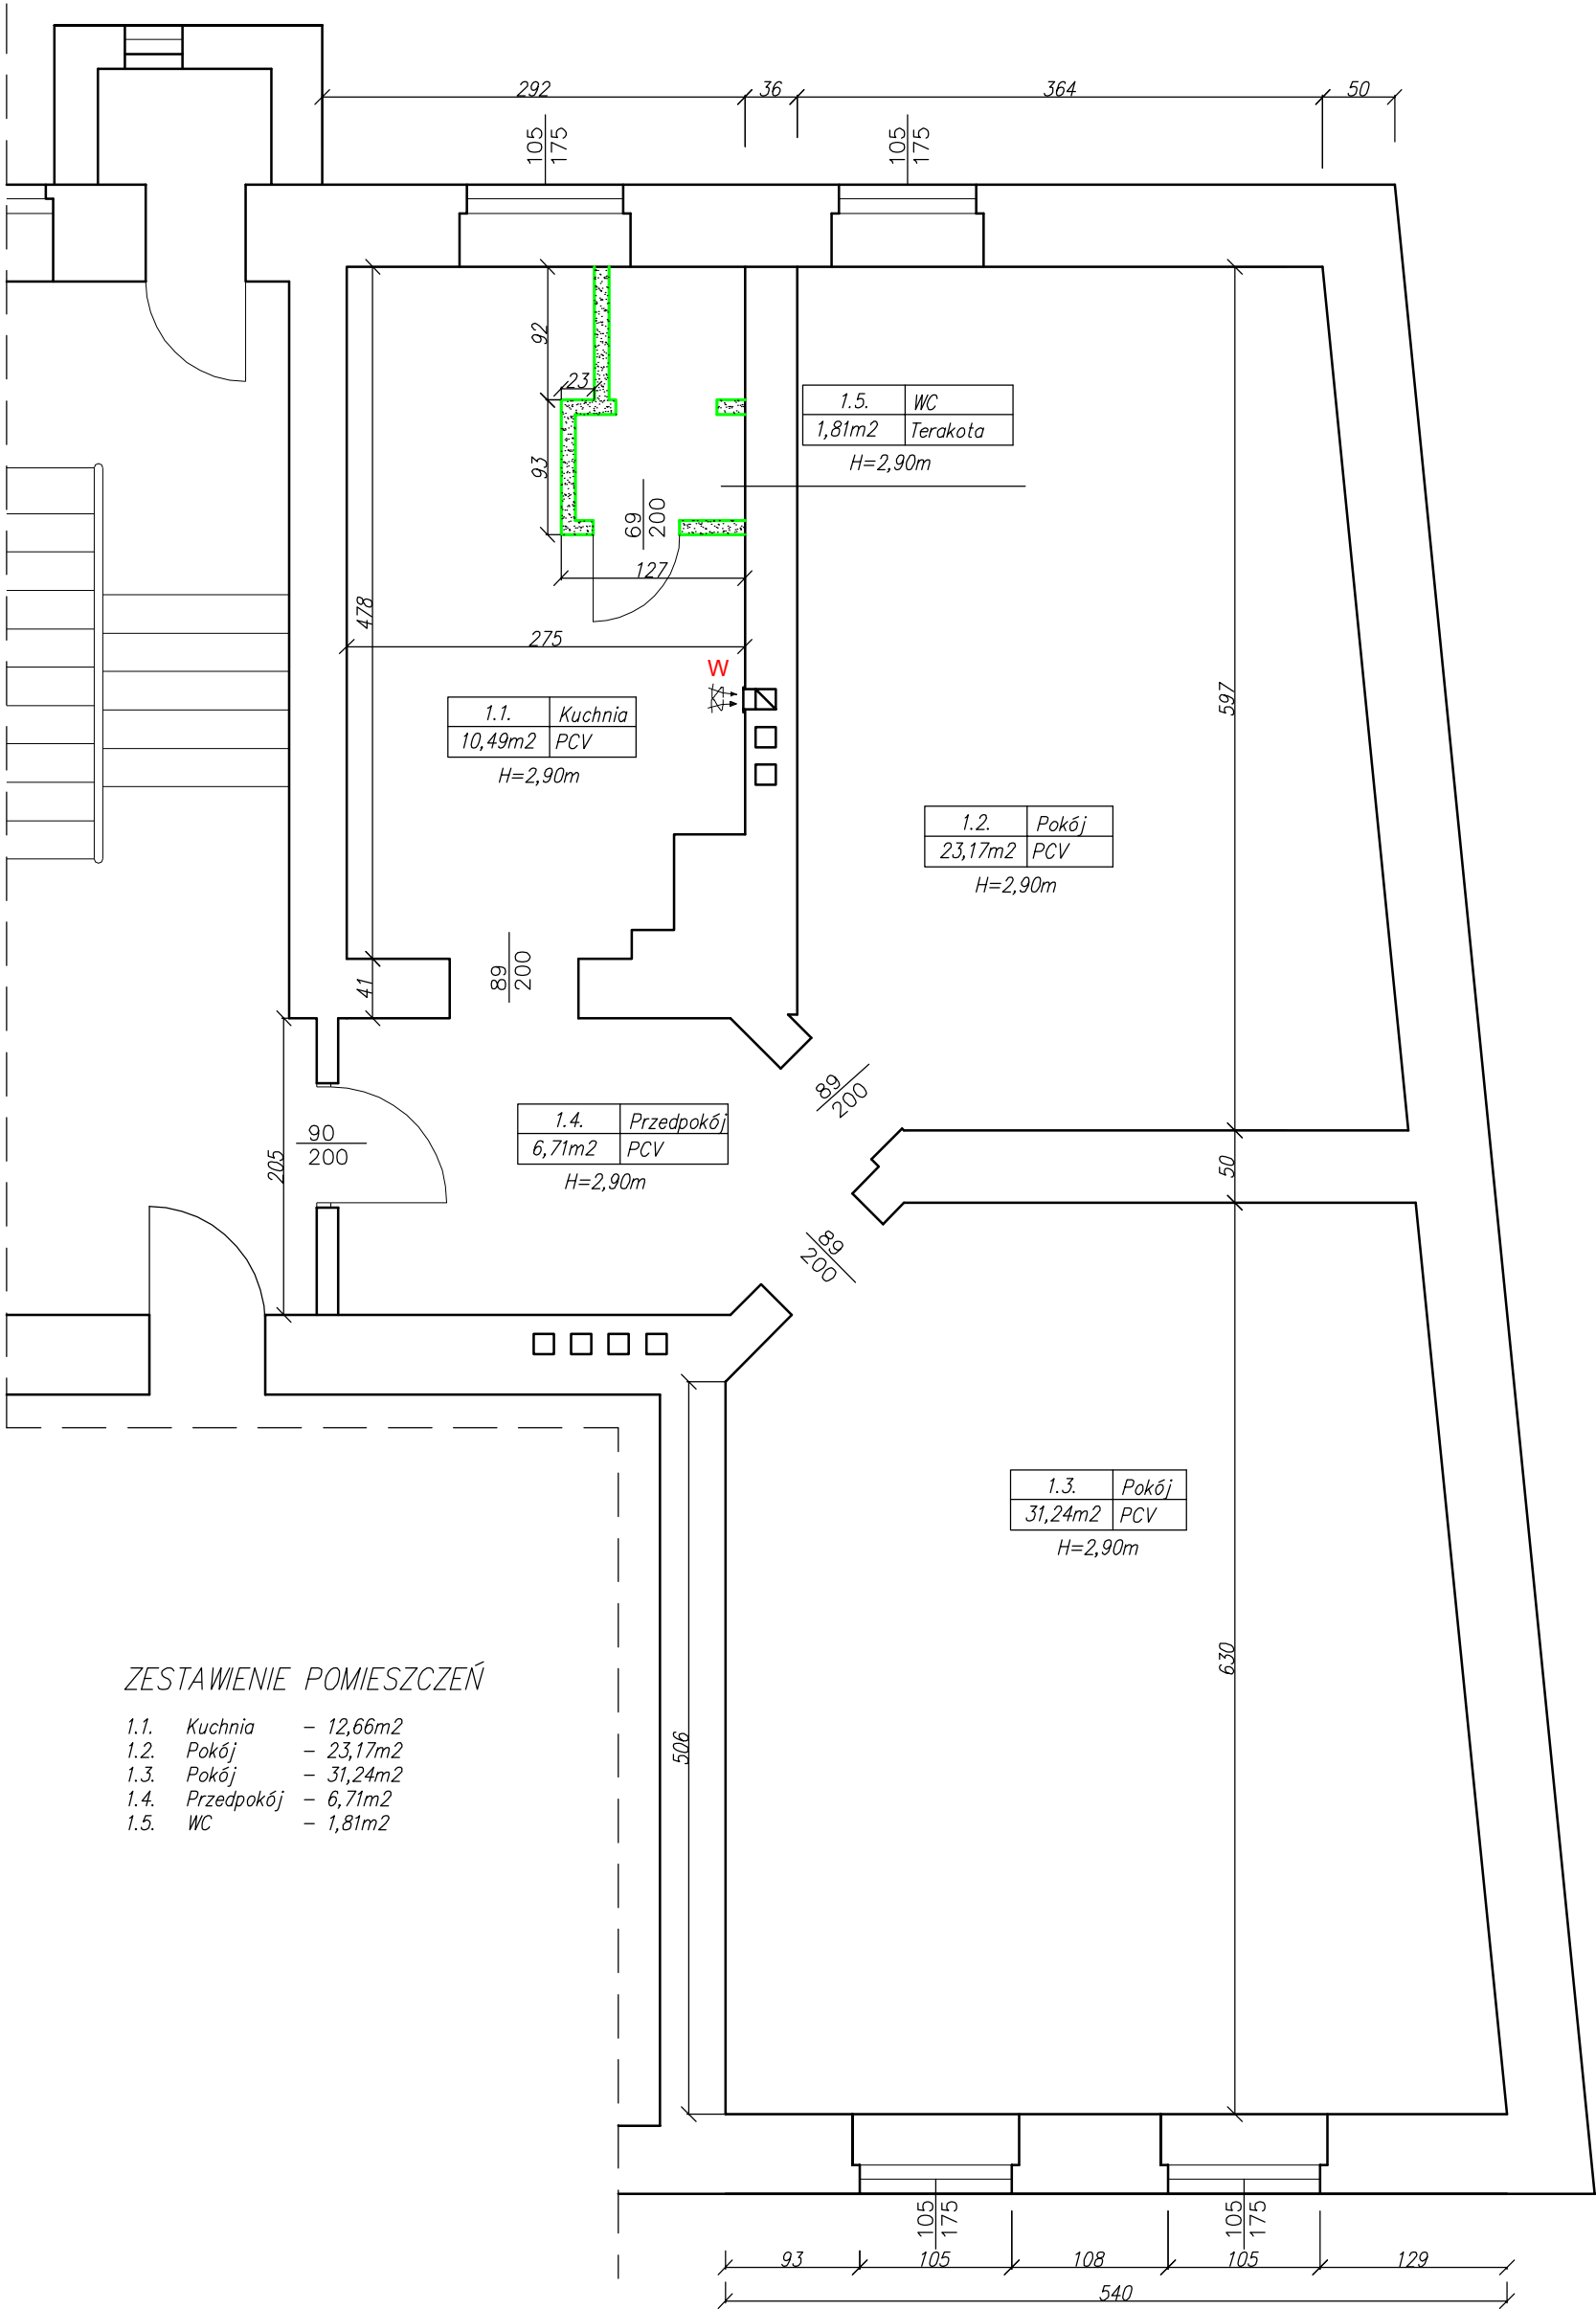 292 36 364 50
105
175
105
175
92
23
1.5. WC
1,81m2 Terakota
H=2,90m
93
69
200
127
478
275
W
K
597
1.1. Kuchnia
10,49m2 PCV
H=2,90m
1.2. Pokój
23,17m2 PCV
H=2,90m
89
200
41
89
200
1.4. Przedpokój
6,71m2 PCV
H=2,90m
90
200
205
50
89
200
1.3. Pokój
31,24m2 PCV
H=2,90m
630
506
ZESTAWIENIE POMIESZCZEŃ
1.1. Kuchnia - 12,66m2
1.2. Pokój - 23,17m2
1.3. Pokój - 31,24m2
1.4. Przedpokój - 6,71m2
1.5. WC - 1,81m2
105
175
105
175
93 105 108 105 129
540